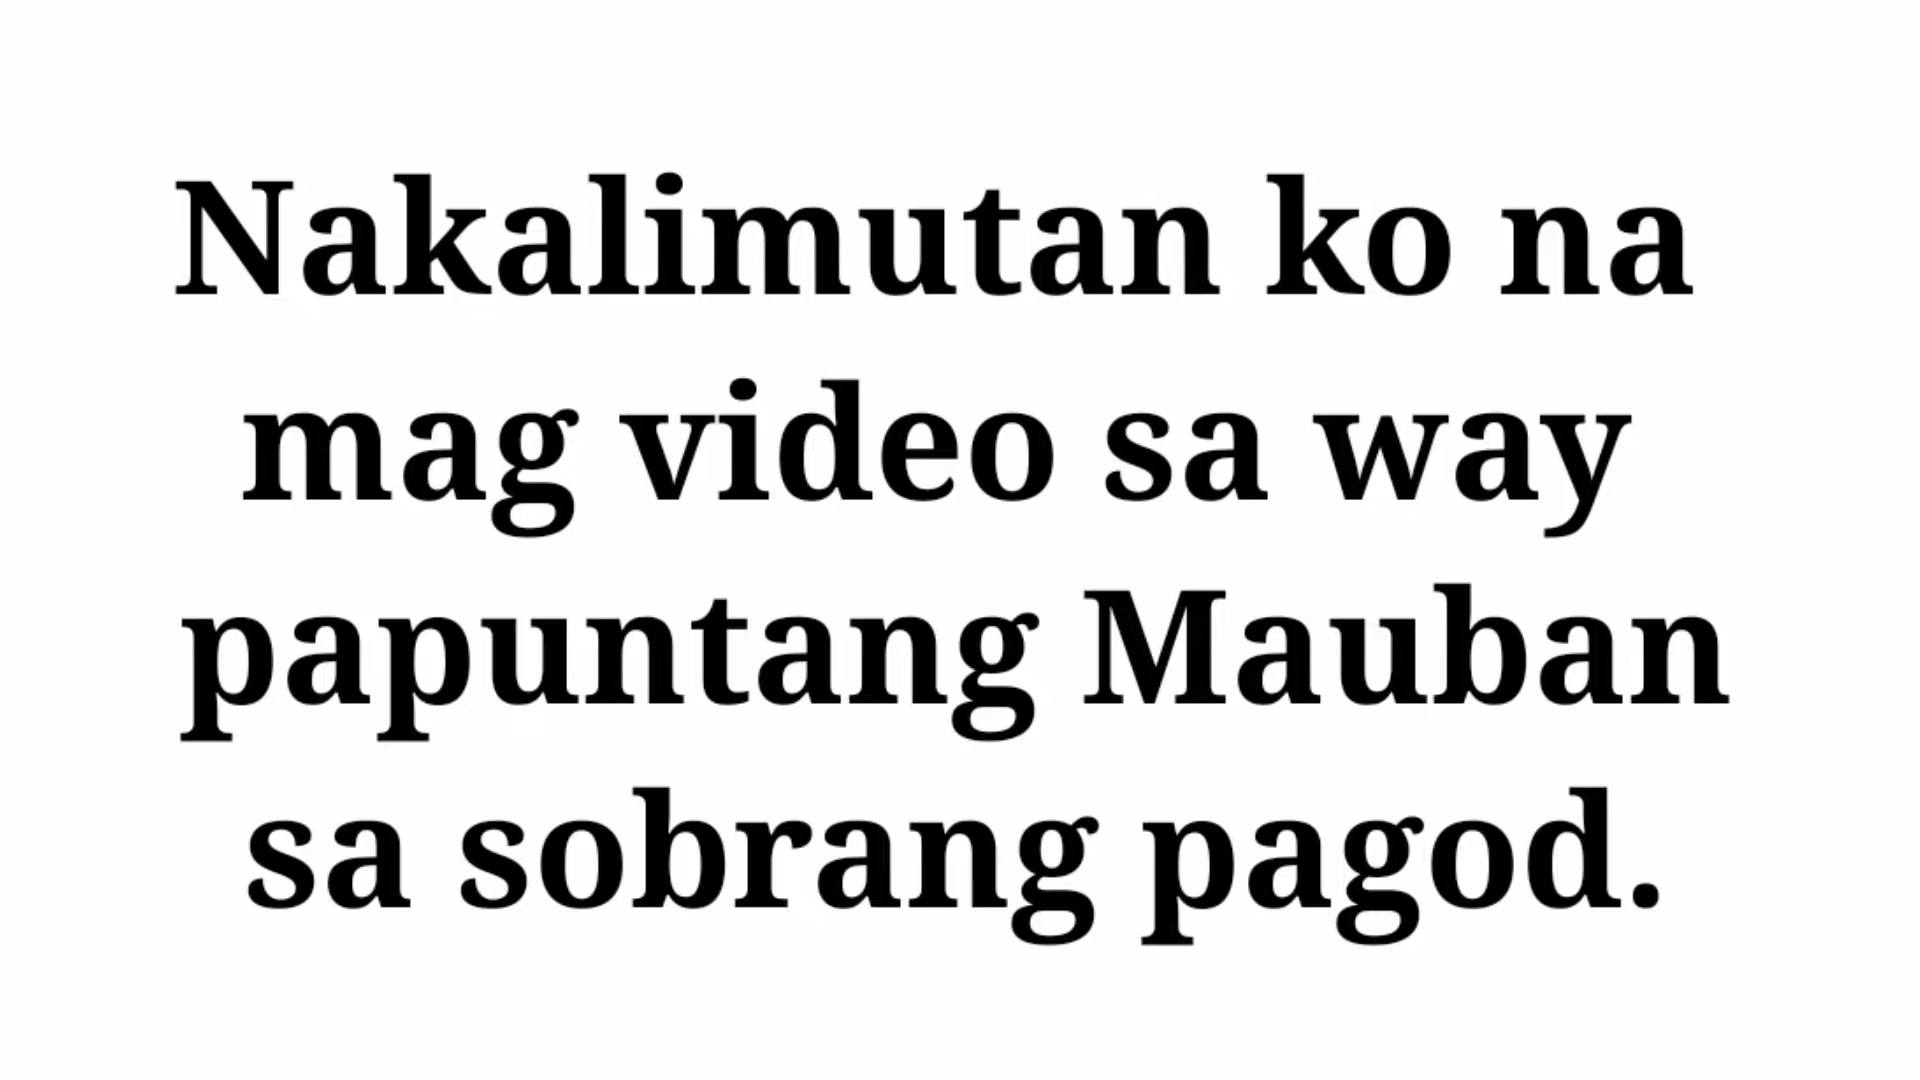 Nakalimutan ko na
mag video sa way
papuntang Mauban
sa sobrang pagod.